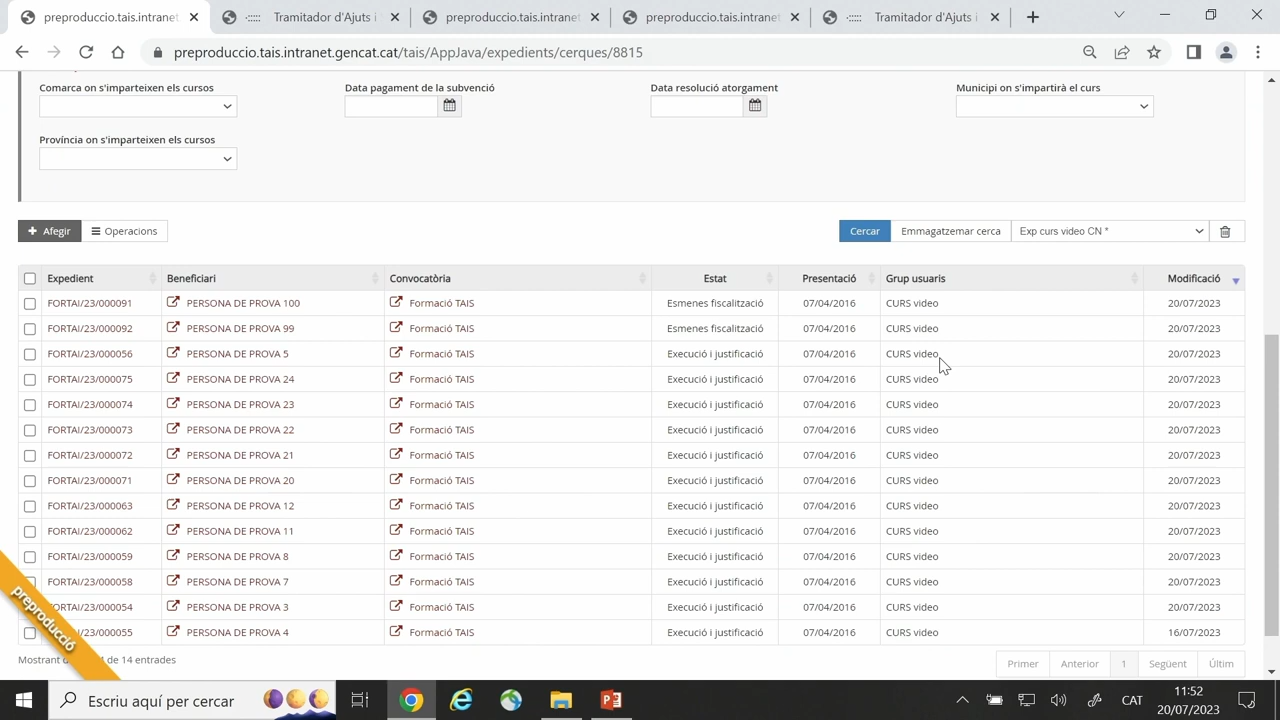 preproduccio.tais.intranet
Tramitador d'Ajuts i
preproduccio.tais.intranet
preproduccio.tais.intranet
Tramitador d'Ajuts i
preproduccio.tais.intranet.gencat.cat/tais/AppJava/expedients/cerques/8815
Comarca on s'imparteixen els cursos
Data pagament de la subvenció
Data resolució atorgament
Municipi on s'impartirà el curs
Província on s'imparteixen els cursos
Afegir Operacions Cercar Emmagatzemar cerca Exp curs video CN *
Expedient Beneficiari Convocatòria Estat Presentació Grup usuaris Modificació
FORTAI/23/000091 PERSONA DE PROVA 100 Formació TAIS Esmenes fiscalització 07/04/2016 CURS video 20/07/2023
FORTAI/23/000092 PERSONA DE PROVA 99 Formació TAIS Esmenes fiscalització 07/04/2016 CURS video 20/07/2023
FORTAI/23/000056 PERSONA DE PROVA 5 Formació TAIS Execució i justificació 07/04/2016 CURS video 20/07/2023
FORTAI/23/000075 PERSONA DE PROVA 24 Formació TAIS Execució i justificació 07/04/2016 CURS video 20/07/2023
FORTAI/23/000074 PERSONA DE PROVA 23 Formació TAIS Execució i justificació 07/04/2016 CURS video 20/07/2023
FORTAI/23/000073 PERSONA DE PROVA 22 Formació TAIS Execució i justificació 07/04/2016 CURS video 20/07/2023
FORTAI/23/000072 PERSONA DE PROVA 21 Formació TAIS Execució i justificació 07/04/2016 CURS video 20/07/2023
FORTAI/23/000071 PERSONA DE PROVA 20 Formació TAIS Execució i justificació 07/04/2016 CURS video 20/07/2023
FORTAI/23/000063 PERSONA DE PROVA 12 Formació TAIS Execució i justificació 07/04/2016 CURS video 20/07/2023
FORTAI/23/000062 PERSONA DE PROVA 11 Formació TAIS Execució i justificació 07/04/2016 CURS video 20/07/2023
FORTAI/23/000059 PERSONA DE PROVA 8 Formació TAIS Execució i justificació 07/04/2016 CURS video 20/07/2023
FORTAI/23/000058 PERSONA DE PROVA 7 Formació TAIS Execució i justificació 07/04/2016 CURS video 20/07/2023
FORTAI/23/000054 PERSONA DE PROVA 3 Formació TAIS Execució i justificació 07/04/2016 CURS video 20/07/2023
/23/000055 PERSONA DE PROVA 4 Formació TAIS Execució i justificació 07/04/2016 CURS video 16/07/2023
Mostrant de 14 entrades
Primer Anterior 1 Següent Últim
preproducció
Escriu aquí per cercar
CAT
11:52
20/07/2023